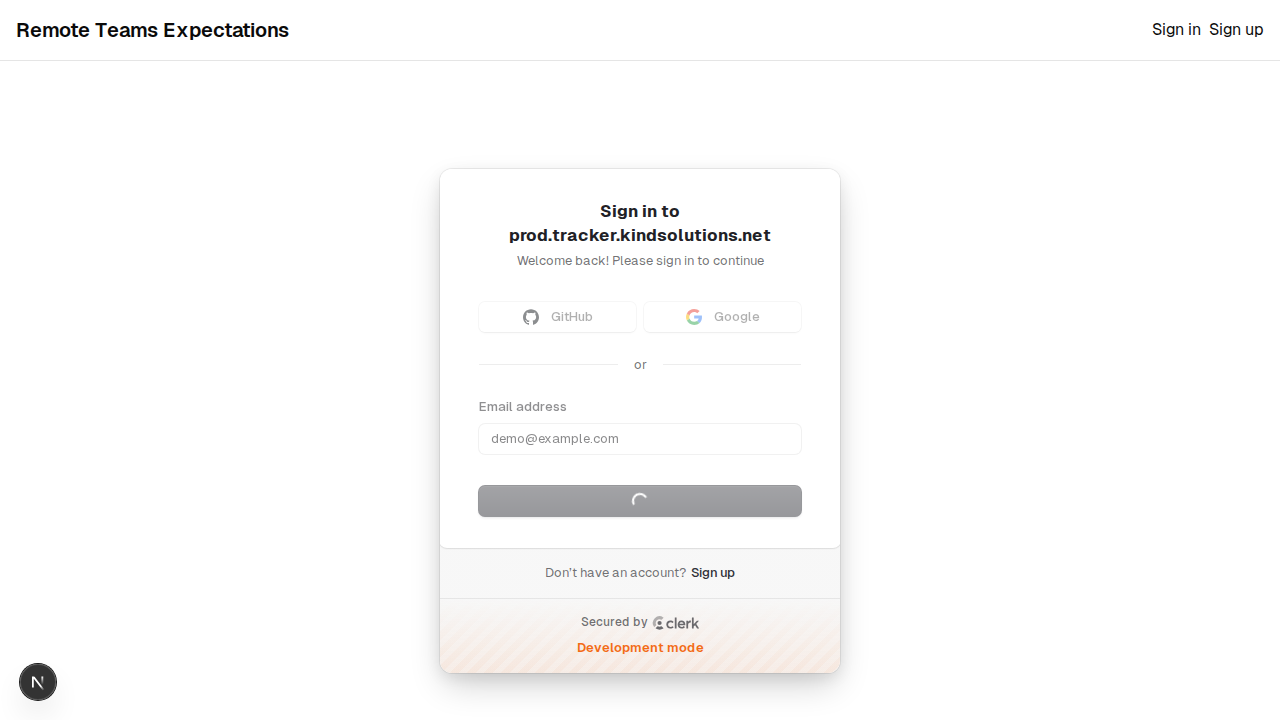 Remote Teams Expectations
Sign in Sign up
Sign in to
prod.tracker.kindsolutions.net
Welcome back! Please sign in to continue
GitHub
Google
or
Email address
demo@example.com
Don't have an account? Sign up
Secured by clerk
Development mode
N